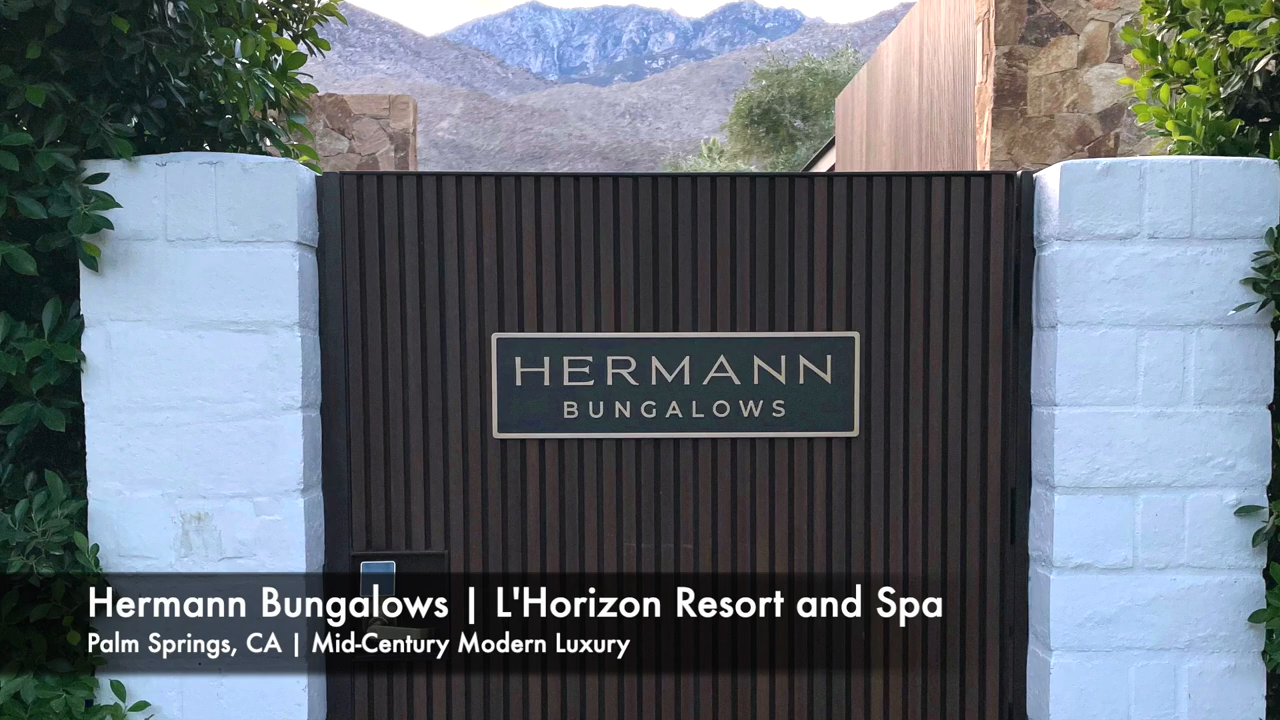 HERMANN
BUNGALOWS
Hermann Bungalows | L'Horizon Resort and Spa
Palm Springs, CA | Mid-Century Modern Luxury